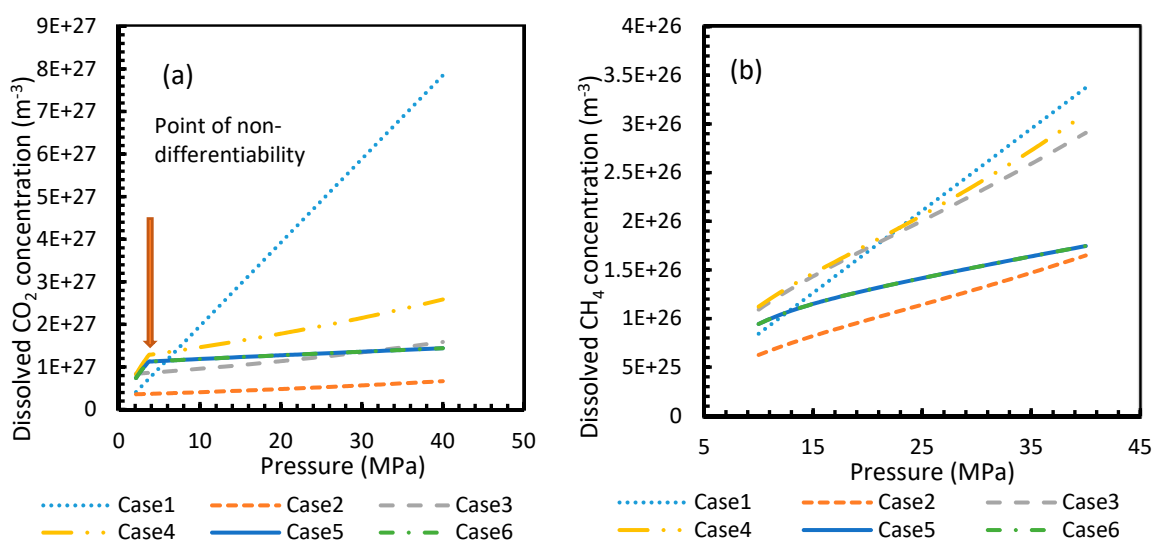 (a)
Point of non-
differentiability
Dissolved CO2 concentration (m-3)
9E+27
8E+27
7E+27
6E+27
5E+27
4E+27
3E+27
2E+27
1E+27
0
0 10 20 30 40 50
Pressure (MPa)
Case1 Case2 Case3
Case4 Case5 Case6
(b)
Dissolved CH4 concentration (m-3)
4E+26
3.5E+26
3E+26
2.5E+26
2E+26
1.5E+26
1E+26
5E+25
0
5 15 25 35 45
Pressure (MPa)
Case1 Case2 Case3
Case4 Case5 Case6